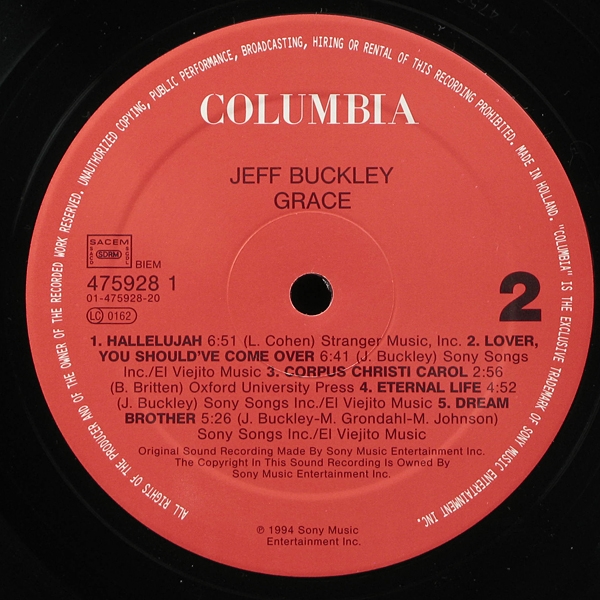 UNAUTHORIZED COPYING, PUBLIC PERFORMANCE, BROADCASTING, HIRING OR RENTAL OF THIS RECORDING PROHIBITED. MADE IN HOLLAND. "COLUMBIA" IS THE EXCLUSIVE TRADEMARK OF SONY MUSIC ENTERTAINMENT INC.
ALL RIGHTS OF THE PRODUCER AND OF THE OWNER OF THE RECORDED WORK RESERVED.
COLUMBIA
JEFF BUCKLEY
GRACE
SACEM
SACD SDRM SGDL
BIEM
475928 1
01-475928-20
LC 0162
2
1. HALLELUJAH 6:51 (L. Cohen) Stranger Music, Inc. 2. LOVER,
YOU SHOULD'VE COME OVER 6:41 (J. Buckley) Sony Songs
Inc./El Viejito Music 3. CORPUS CHRISTI CAROL 2:56
(B. Britten) Oxford University Press 4. ETERNAL LIFE 4:52
(J. Buckley) Sony Songs Inc./El Viejito Music 5. DREAM
BROTHER 5:26 (J. Buckley-M. Grondahl-M. Johnson)
Sony Songs Inc./El Viejito Music
Original Sound Recording Made By Sony Music Entertainment Inc.
The Copyright In This Sound Recording Is Owned By
Sony Music Entertainment Inc.
℗ 1994 Sony Music
Entertainment Inc.